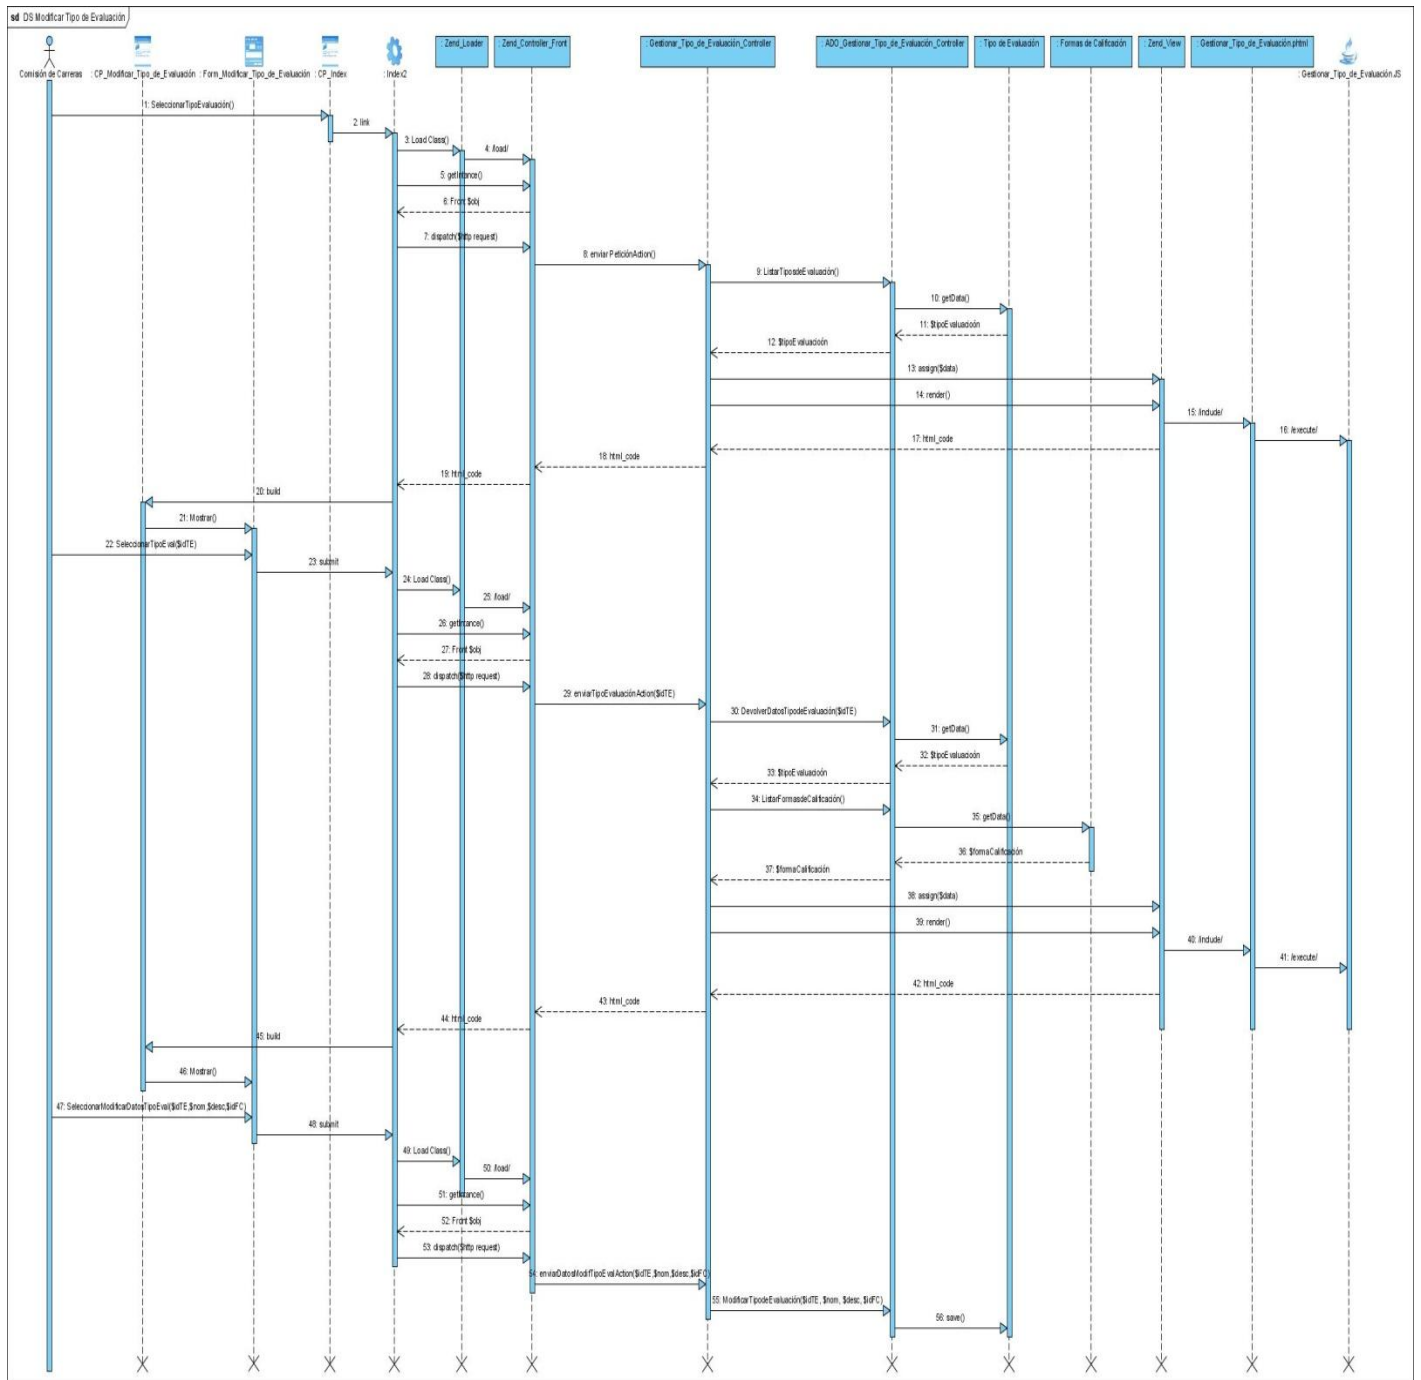 sd DS Modificar Tipo de Evaluación
Comisión de Carreras
: CP_Modificar_Tipo_de_Evaluación
: Form_Modificar_Tipo_de_Evaluación
: CP_Index
: Index2
: Zend_Loader
: Zend_Controller_Front
: Gestionar_Tipo_de_Evaluación_Controller
: ADO_Gestionar_Tipo_de_Evaluación_Controller
: Tipo de Evaluación
: Formas de Calificación
: Zend_View
: Gestionar_Tipo_de_Evaluación.phtml
: Gestionar_Tipo_de_Evaluación.JS
1: SeleccionarTipoEvaluación()
2: link
3: Load Class()
4: /load/
5: getIntance()
6: Front $obj
7: dispatch($http request)
8: enviar PeticiónAction()
9: ListarTiposdeEvaluación()
10: getData()
11: $tipoEvaluacioón
12: $tipoEvaluacioón
13: assign($data)
14: render()
15: /include/
16: /execute/
17: html_code
18: html_code
19: html_code
20: build
21: Mostrar()
22: SeleccionarTipoEval($idTE)
23: submit
24: Load Class()
25: /load/
26: getIntance()
27: Front $obj
28: dispatch($http request)
29: enviarTipoEvaluaciónAction($idTE)
30: DevolverDatosTipodeEvaluación($idTE)
31: getData()
32: $tipoEvaluacioón
33: $tipoEvaluacioón
34: ListarFormasdeCalificación()
35: getData()
36: $formaCalificación
37: $formaCalificación
38: assign($data)
39: render()
40: /include/
41: /execute/
42: html_code
43: html_code
44: html_code
45: build
46: Mostrar()
47: SeleccionarModificarDatosTipoEval($idTE,$nom,$desc,$idFC)
48: submit
49: Load Class()
50: /load/
51: getIntance()
52: Front $obj
53: dispatch($http request)
54: enviarDatosModifTipoEvalAction($idTE,$nom,$desc,$idFC)
55: ModificarTipodeEvaluación($idTE, $nom, $desc, $idFC)
56: save()